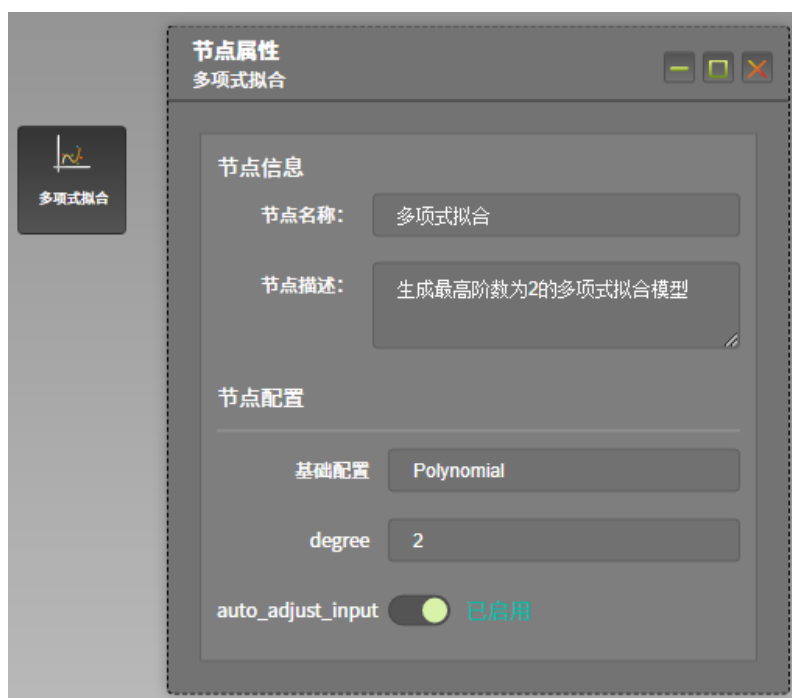 节点属性
多项式拟合
多项式拟合
节点信息
节点名称：
多项式拟合
节点描述：
生成最高阶数为2的多项式拟合模型
节点配置
基础配置
Polynomial
degree
2
auto_adjust_input
已启用